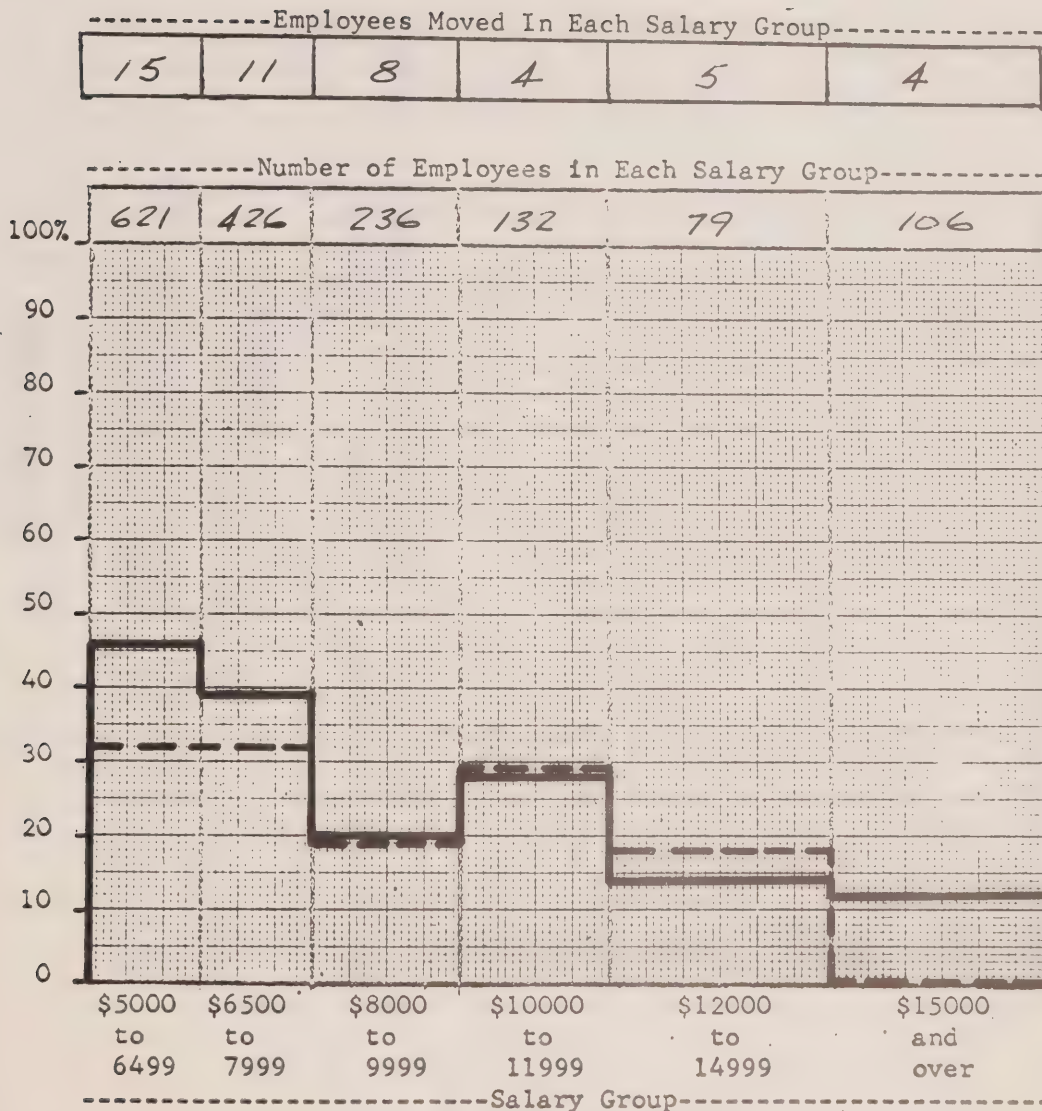 Employees Moved In Each Salary Group
15 11 8 4 5 4
Number of Employees in Each Salary Group
621 426 236 132 79 106
100%
90
80
70
60
50
40
30
20
10
0
$5000 $6500 $8000 $10000 $12000 $15000
to to to to to and
6499 7999 9999 11999 14999 over
Salary Group